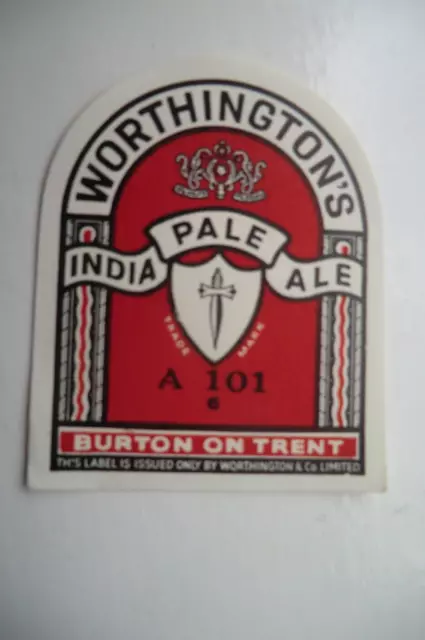 WORTHINGTON'S
INDIA PALE ALE
TRADE MARK
A 101
6
BURTON ON TRENT
THIS LABEL IS ISSUED ONLY BY WORTHINGTON & Co. LIMITED